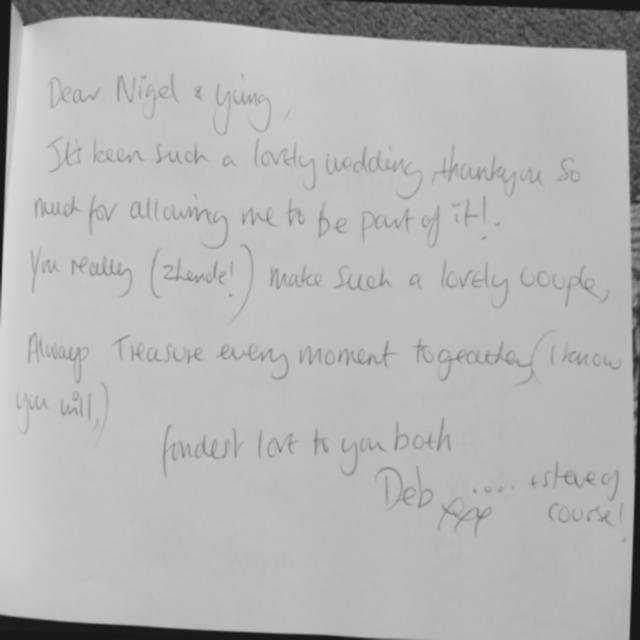 Dear Nigel & Ying,
It's been such a lovely wedding, thankyou so
much for allowing me to be part of it!.
You really (zhende!) make such a lovely couple,
Always Treasure every moment together, (I know
you will,)
fondest love to you both
Deb ..... + steve of
xxx course!